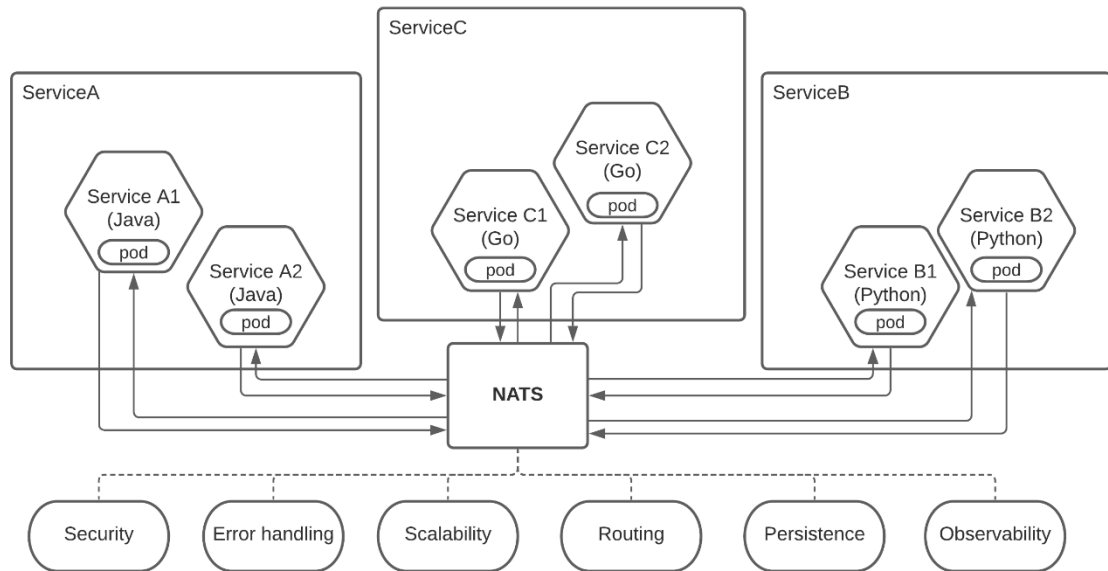 ServiceA
Service A1
(Java)
pod
Service A2
(Java)
pod
ServiceC
Service C1
(Go)
pod
Service C2
(Go)
pod
ServiceB
Service B1
(Python)
pod
Service B2
(Python)
pod
NATS
Security
Error handling
Scalability
Routing
Persistence
Observability